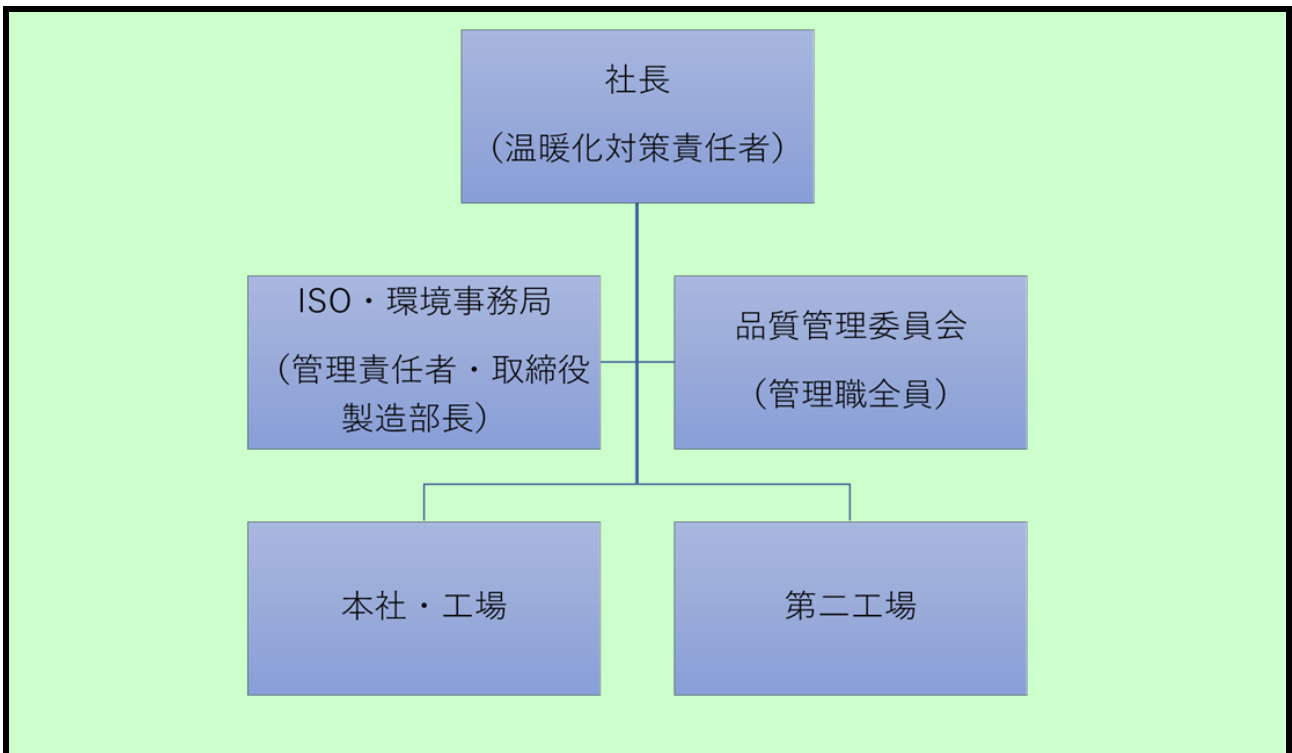 社長
（温暖化対策責任者）
ISO・環境事務局
（管理責任者・取締役
製造部長）
品質管理委員会
（管理職全員）
本社・工場
第二工場